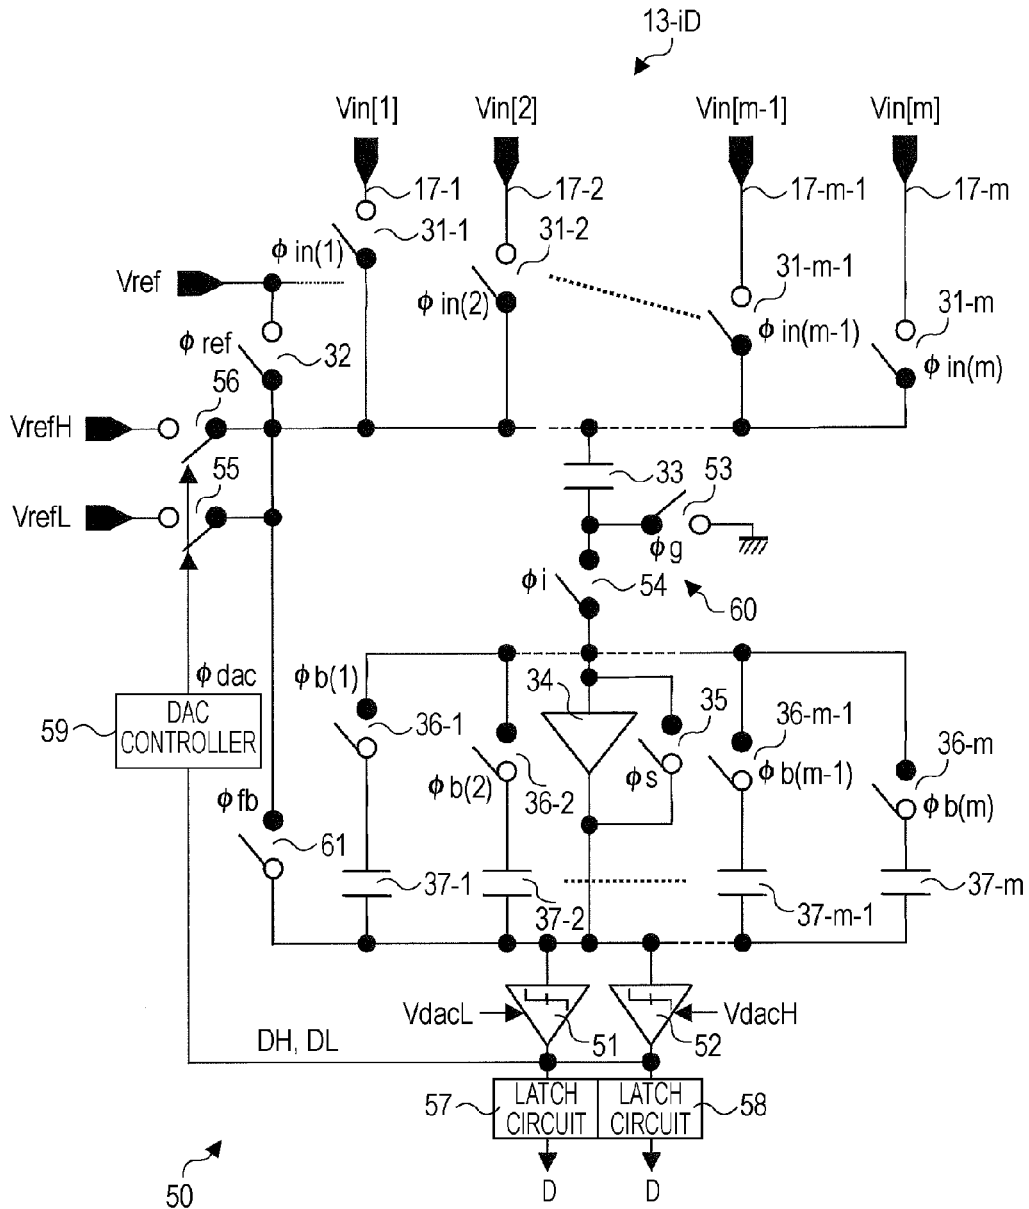 13-iD
Vin[1] Vin[2] Vin[m-1] Vin[m]
17-1 17-2 17-m-1 17-m
31-1 31-2 31-m-1 31-m
ϕ in(1)
Vref
ϕ in(2) ϕ in(m-1)
ϕ ref 32 ϕ in(m)
56
VrefH
55 33 53
VrefL
ϕ g
ϕ i 54 60
ϕ dac ϕ b(1) 34 35
59 DAC CONTROLLER 36-1 36-m-1 36-m
ϕ b(2) 36-2 ϕ s ϕ b(m-1) ϕ b(m)
ϕ fb
61
37-1 37-2 37-m-1 37-m
VdacL 51 52 VdacH
DH, DL
57 LATCH CIRCUIT LATCH CIRCUIT 58
50 D D